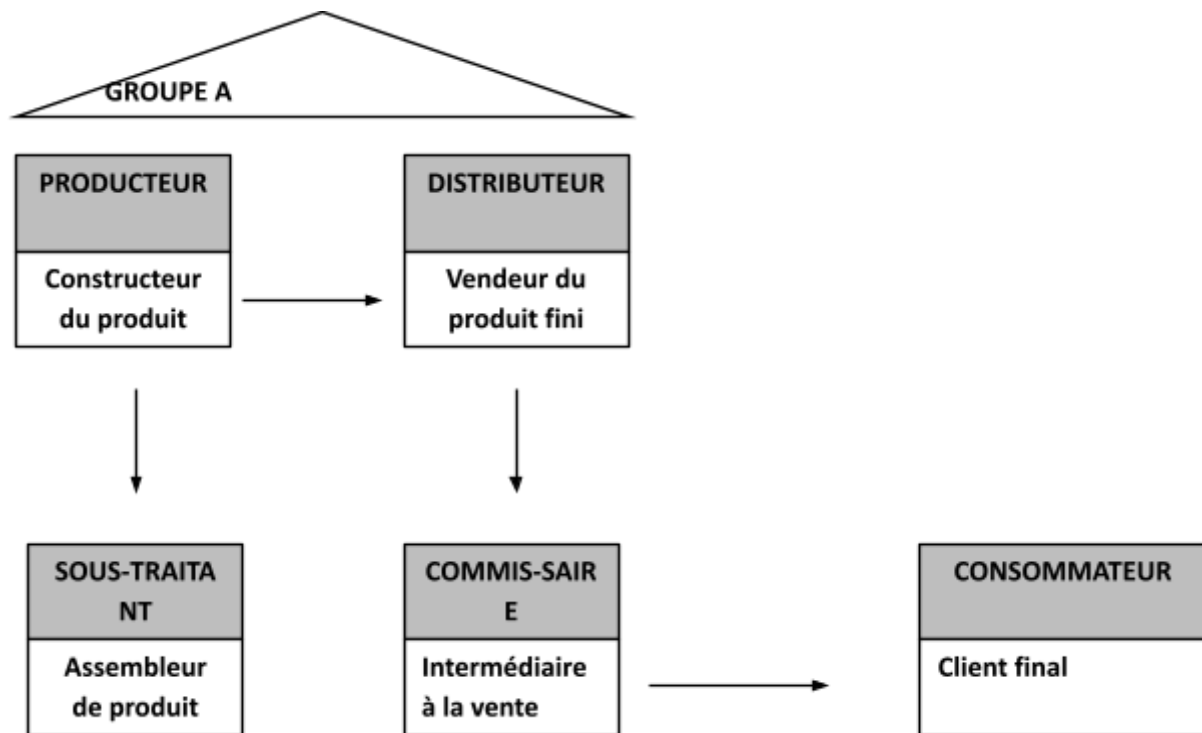 GROUPE A
PRODUCTEUR
Constructeur
du produit
DISTRIBUTEUR
Vendeur du
produit fini
SOUS-TRAITA
NT
Assembleur
de produit
COMMIS-SAIR
E
Intermédiaire
à la vente
CONSOMMATEUR
Client final